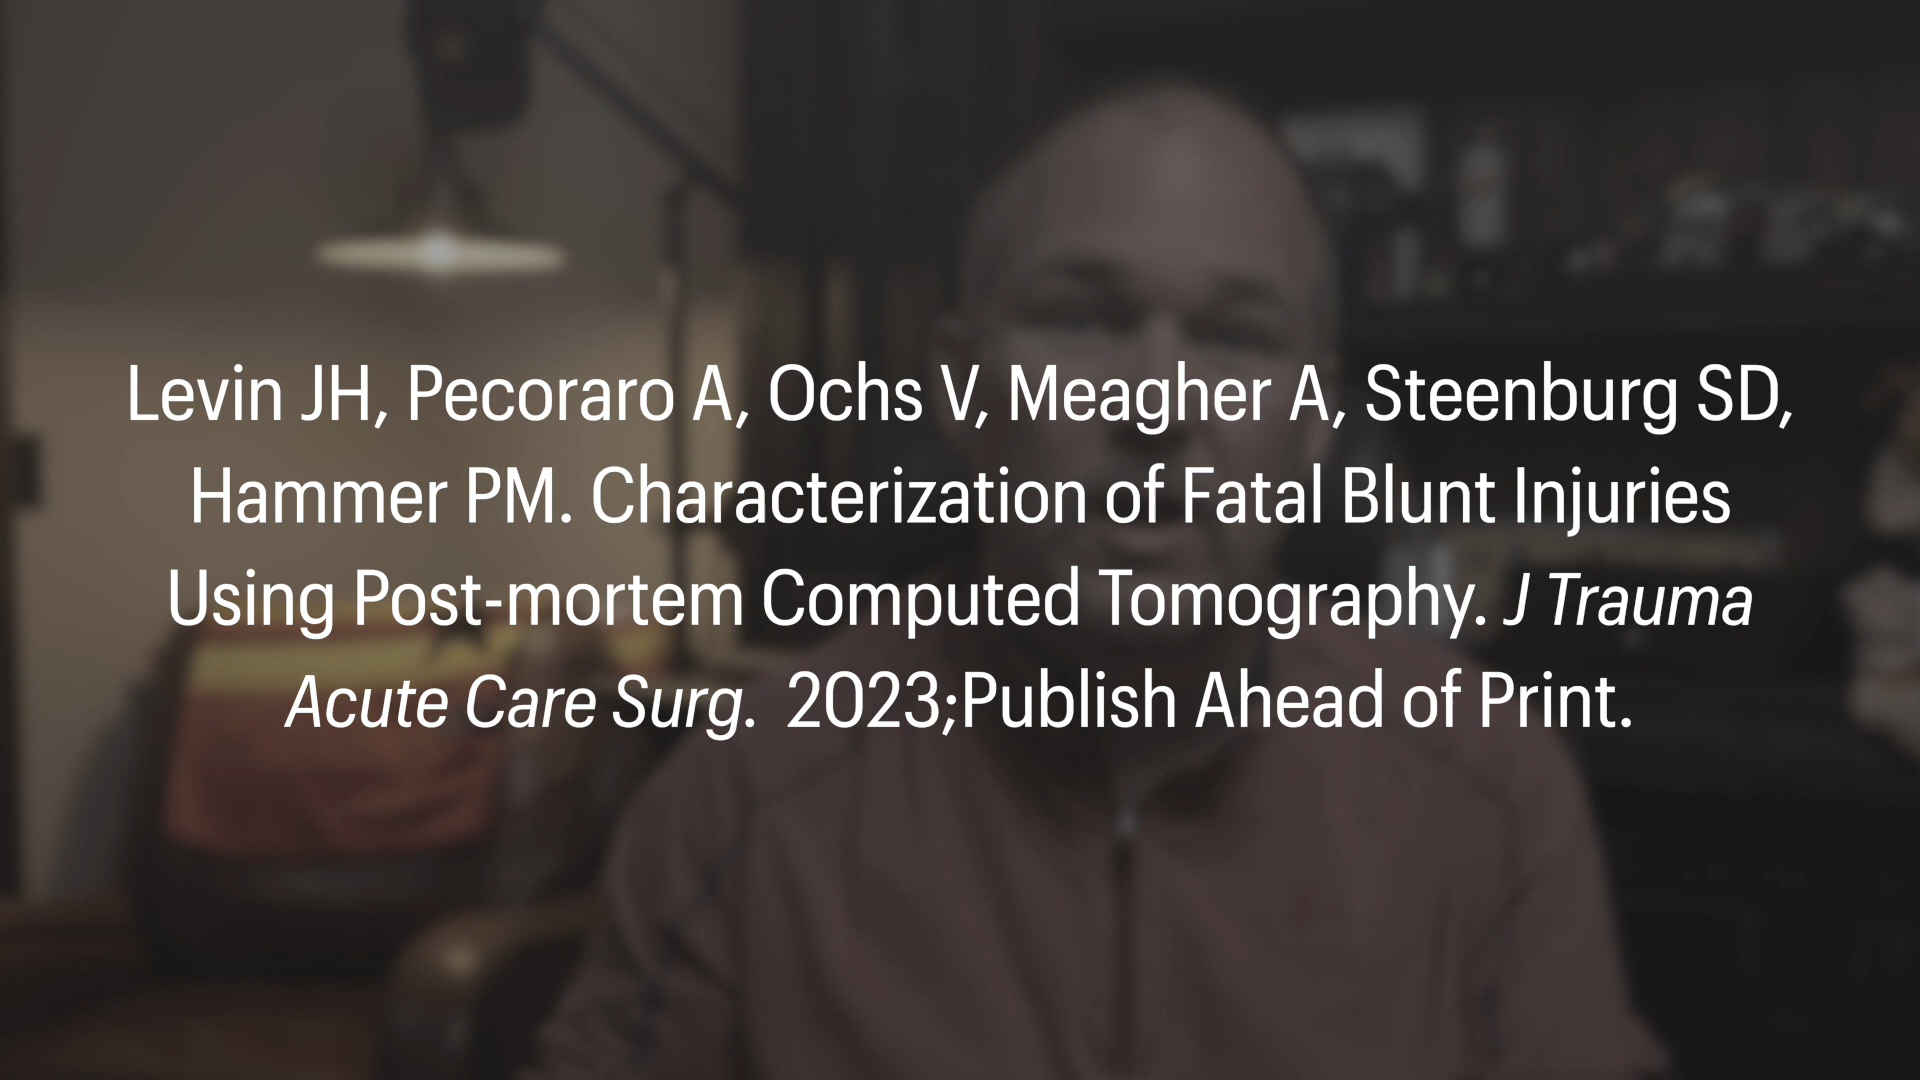 Levin JH, Pecoraro A, Ochs V, Meagher A, Steenburg SD,
Hammer PM. Characterization of Fatal Blunt Injuries
Using Post-mortem Computed Tomography. J Trauma
Acute Care Surg. 2023;Publish Ahead of Print.